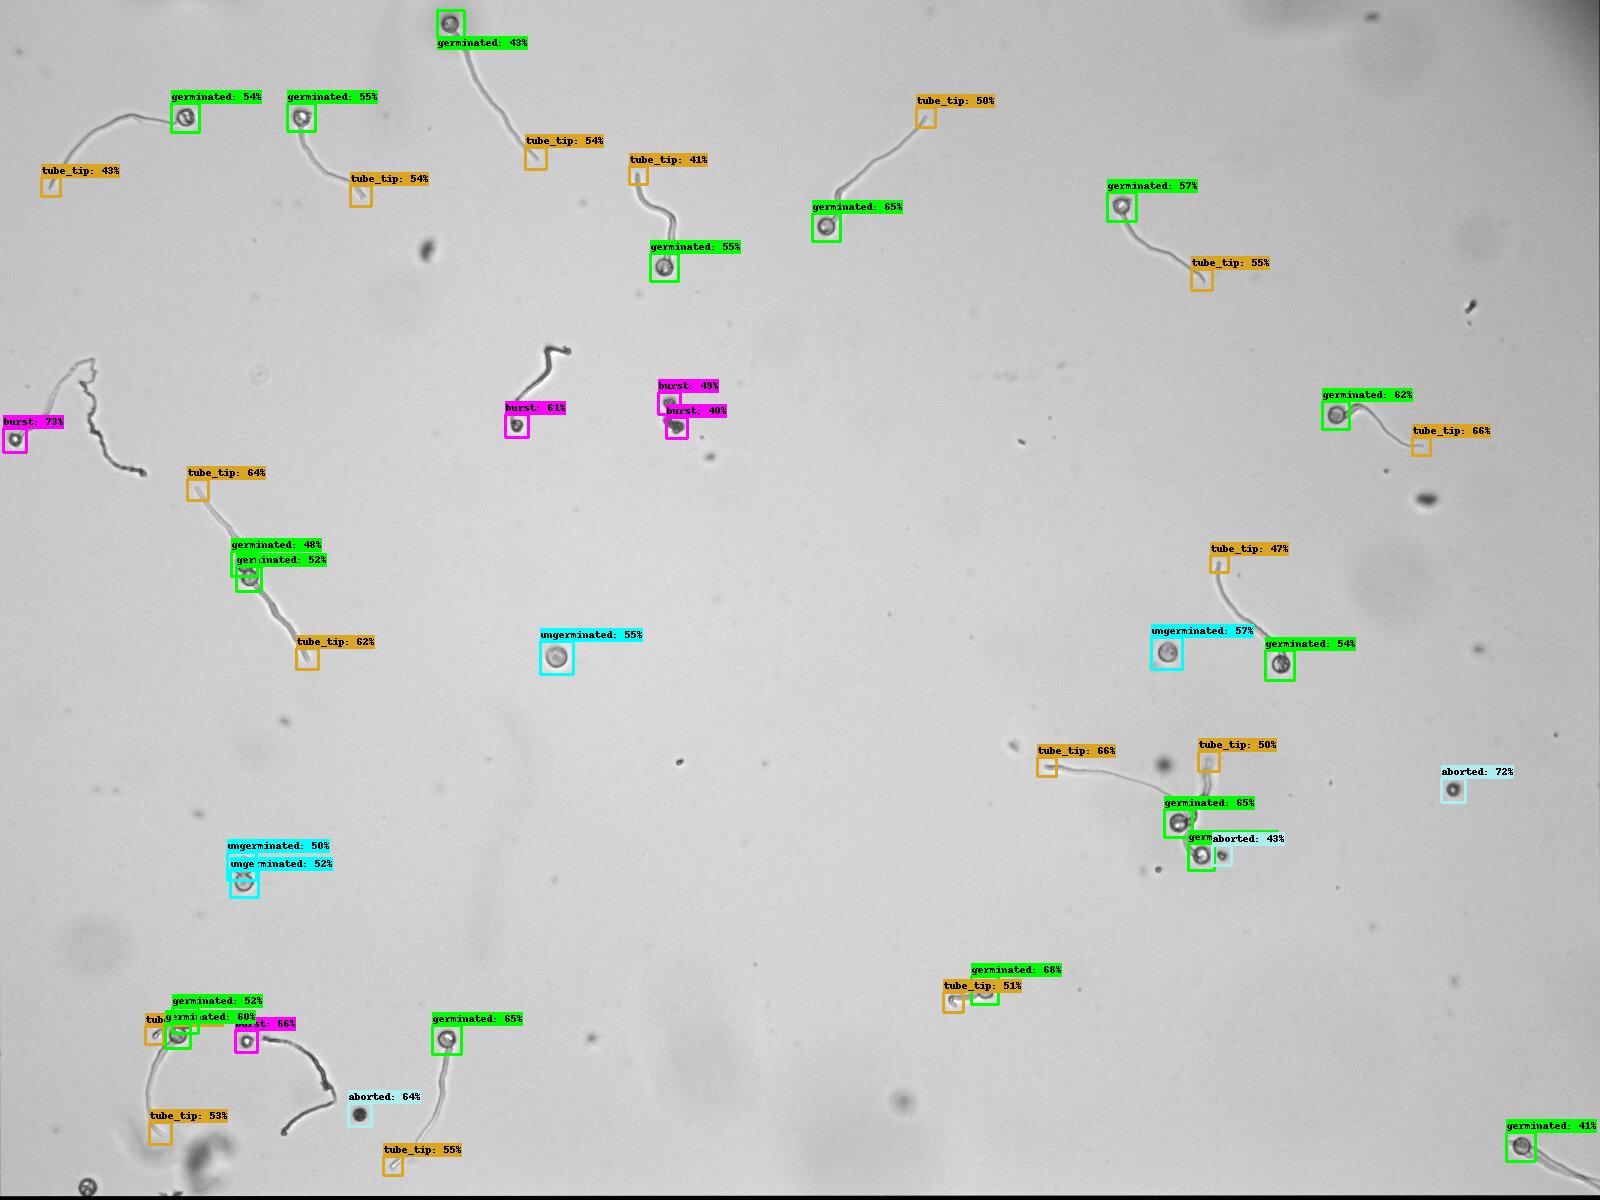 germinated: 43%
germinated: 54%
germinated: 55%
tube_tip: 50%
tube_tip: 54%
tube_tip: 41%
tube_tip: 43%
tube_tip: 54%
germinated: 57%
germinated: 65%
germinated: 55%
tube_tip: 55%
burst: 49%
germinated: 62%
burst: 61%
burst: 40%
burst: 73%
tube_tip: 66%
tube_tip: 64%
germinated: 48%
tube_tip: 47%
germinated: 52%
ungerminated: 57%
ungerminated: 55%
tube_tip: 62%
germinated: 54%
tube_tip: 50%
tube_tip: 66%
aborted: 72%
germinated: 65%
aborted: 43%
ungerminated: 50%
ungerminated: 52%
germinated: 68%
tube_tip: 51%
germinated: 52%
germinated: 60%
burst: 66%
germinated: 65%
aborted: 64%
tube_tip: 53%
germinated: 41%
tube_tip: 55%